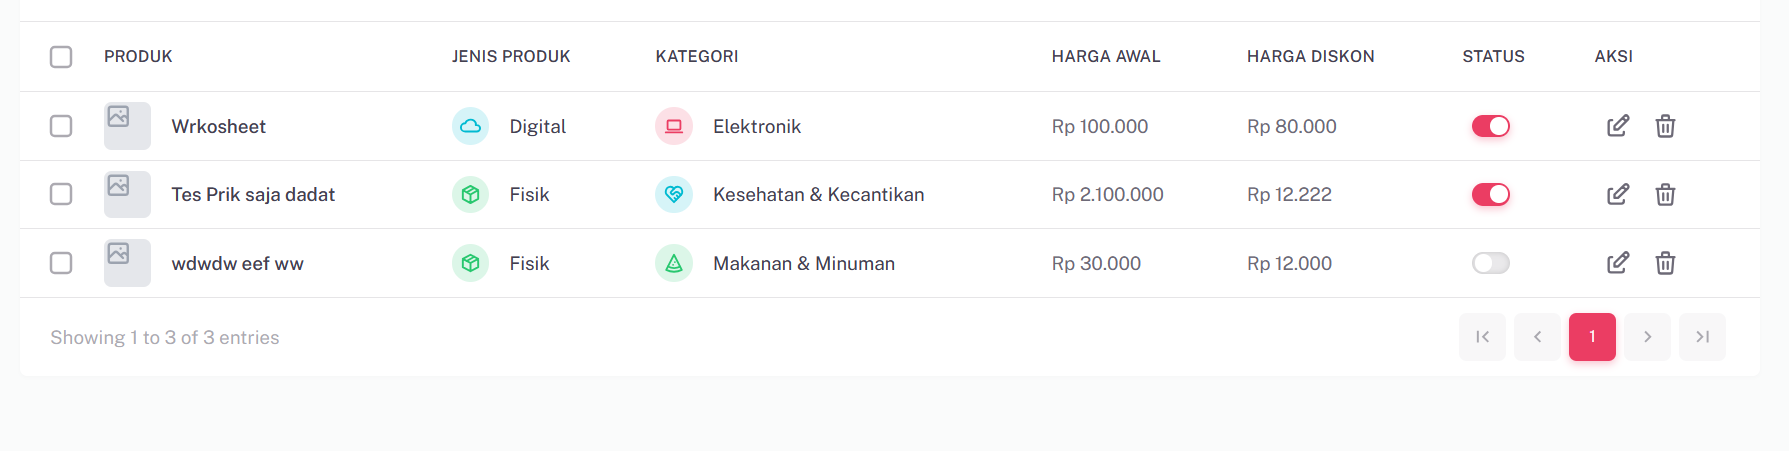 PRODUK JENIS PRODUK KATEGORI HARGA AWAL HARGA DISKON STATUS AKSI
Wrkosheet Digital Elektronik Rp 100.000 Rp 80.000
Tes Prik saja dadat Fisik Kesehatan & Kecantikan Rp 2.100.000 Rp 12.222
wdwdw eef ww Fisik Makanan & Minuman Rp 30.000 Rp 12.000
Showing 1 to 3 of 3 entries 1